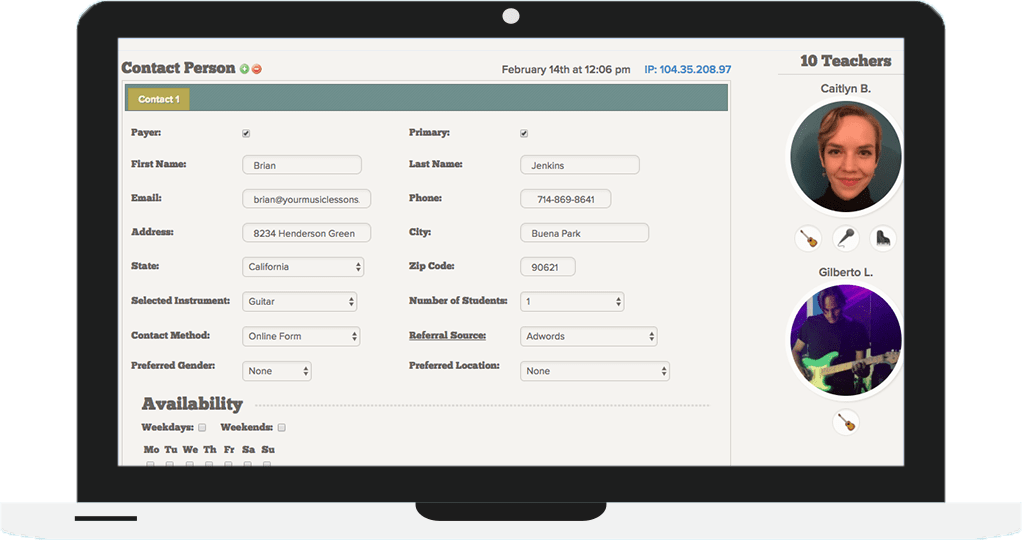 Contact Person
February 14th at 12:06 pm IP: 104.35.208.97
Contact 1
Payer: Primary:
First Name: Brian Last Name: Jenkins
Email: brian@yourmusiclessons. Phone: 714-869-8641
Address: 8234 Henderson Green City: Buena Park
State: California Zip Code: 90621
Selected Instrument: Guitar Number of Students: 1
Contact Method: Online Form Referral Source: Adwords
Preferred Gender: None Preferred Location: None
Availability
Weekdays: Weekends:
Mo Tu We Th Fr Sa Su
10 Teachers
Caitlyn B.
Gilberto L.